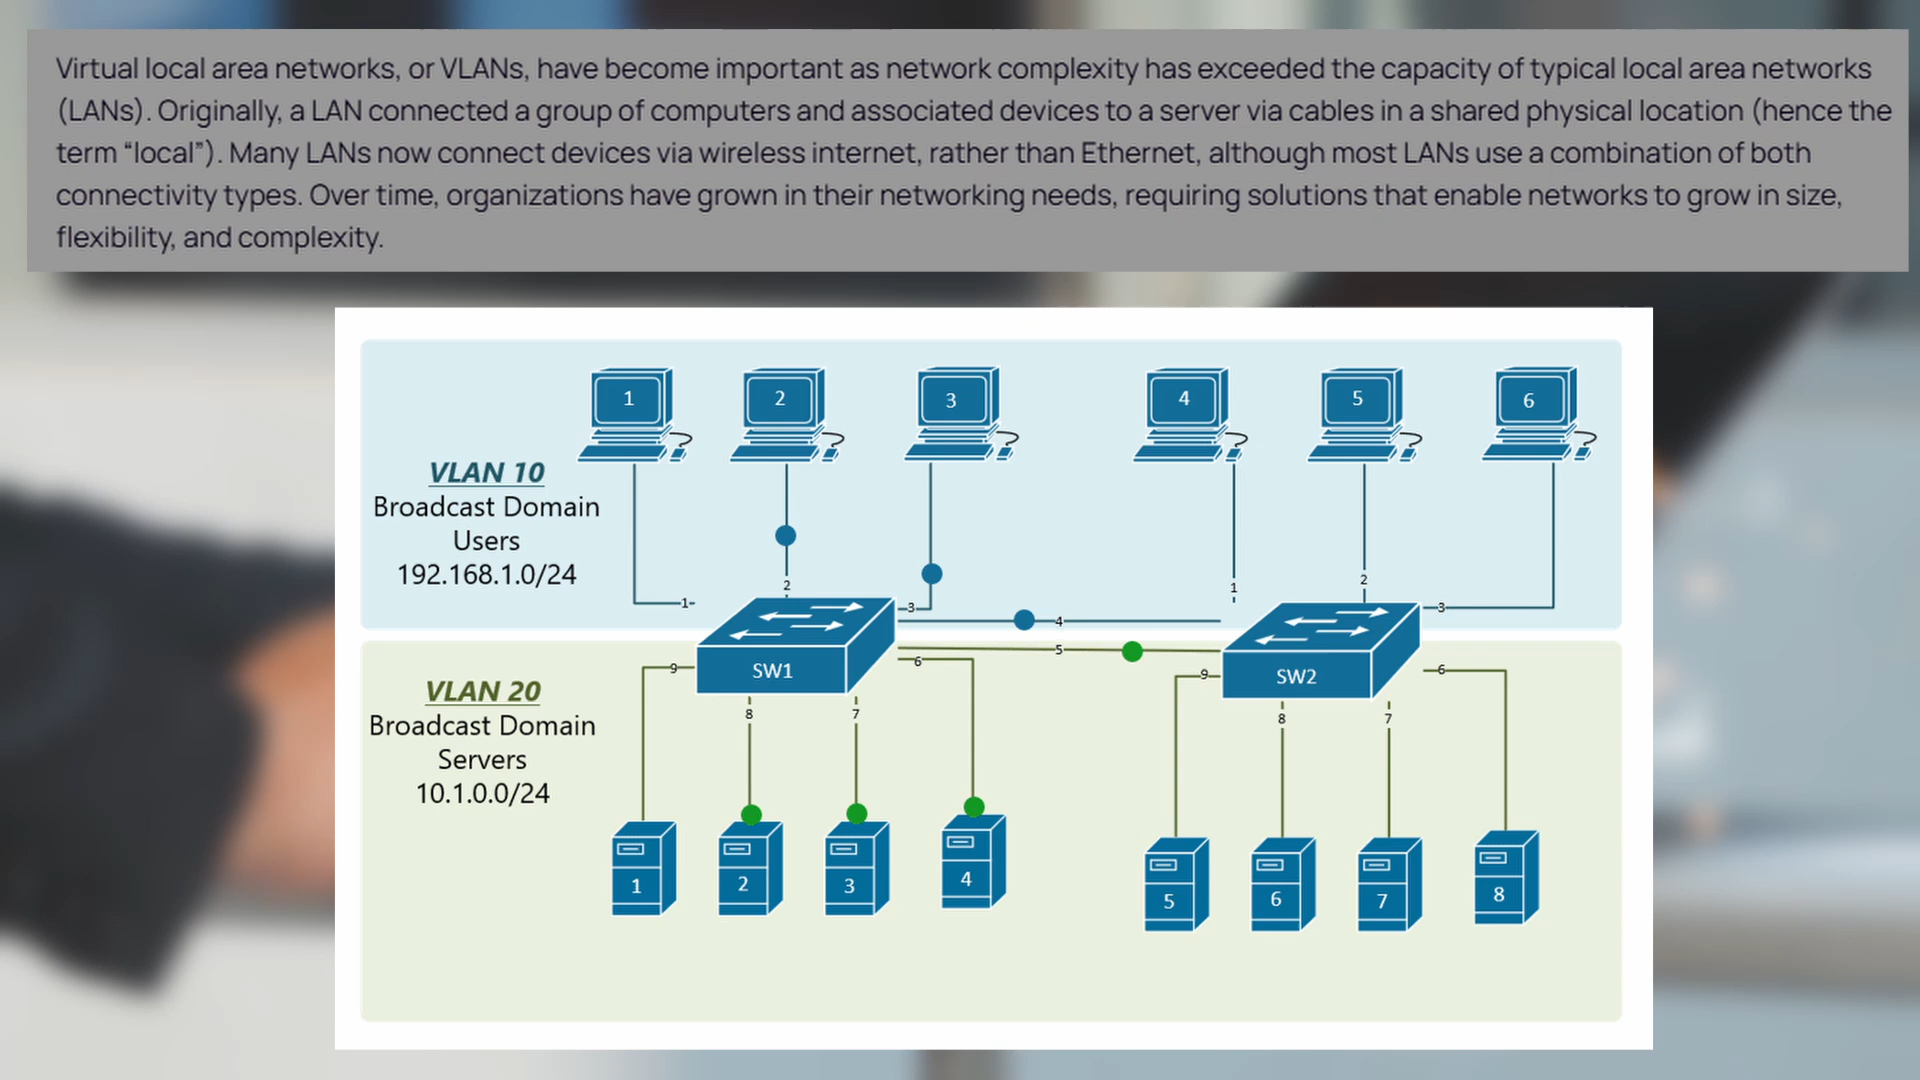 Virtual local area networks, or VLANs, have become important as network complexity has exceeded the capacity of typical local area networks
(LANs). Originally, a LAN connected a group of computers and associated devices to a server via cables in a shared physical location (hence the
term “local”). Many LANs now connect devices via wireless internet, rather than Ethernet, although most LANs use a combination of both
connectivity types. Over time, organizations have grown in their networking needs, requiring solutions that enable networks to grow in size,
flexibility, and complexity.
1 2 3 4 5 6
VLAN 10
Broadcast Domain
Users
192.168.1.0/24
1 2 3 4 1 2 3
SW1 SW2
9 8 7 6 5 9 8 7 6
VLAN 20
Broadcast Domain
Servers
10.1.0.0/24
1 2 3 4 5 6 7 8